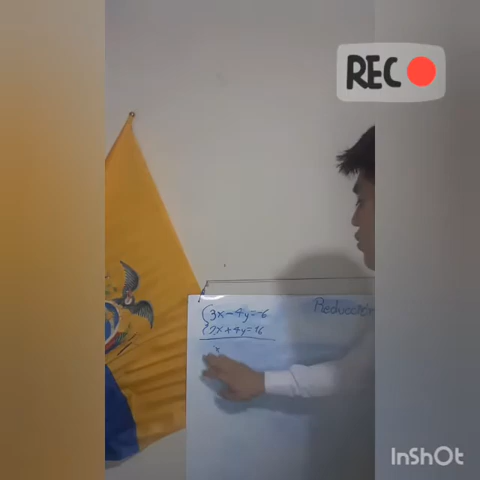 REC
Reducción
3x-4y=-6
2x+4y=16
x
InShOt